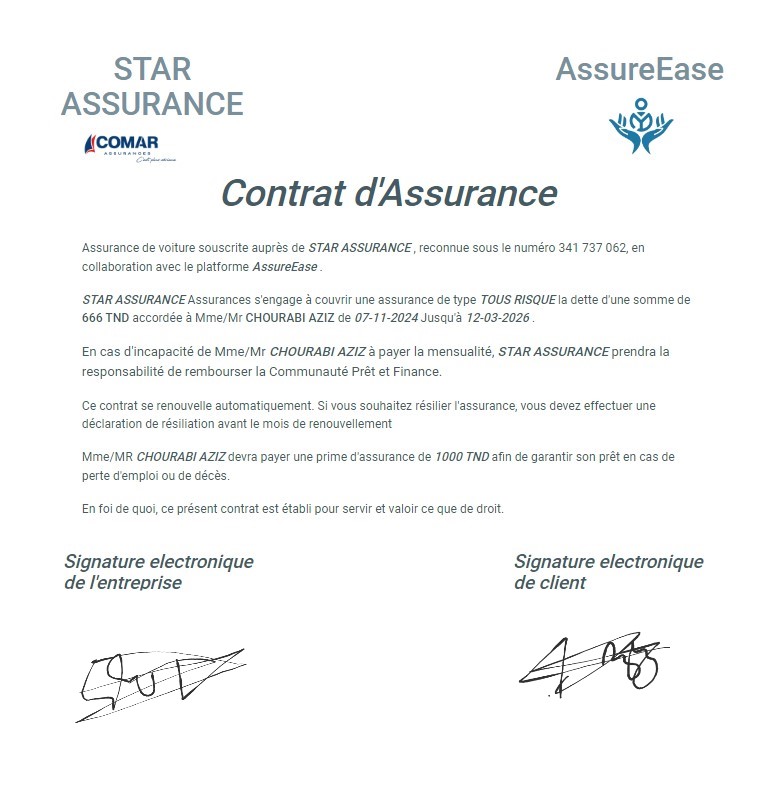 STAR
ASSURANCE
AssureEase
COMAR
ASSURANCES
C'est plus sérieux
Contrat d'Assurance
Assurance de voiture souscrite auprès de STAR ASSURANCE , reconnue sous le numéro 341 737 062, en
collaboration avec le platforme AssureEase .
STAR ASSURANCE Assurances s'engage à couvrir une assurance de type TOUS RISQUE la dette d'une somme de
666 TND accordée à Mme/Mr CHOURABI AZIZ de 07-11-2024 Jusqu'à 12-03-2026 .
En cas d'incapacité de Mme/Mr CHOURABI AZIZ à payer la mensualité, STAR ASSURANCE prendra la
responsabilité de rembourser la Communauté Prêt et Finance.
Ce contrat se renouvelle automatiquement. Si vous souhaitez résilier l'assurance, vous devez effectuer une
déclaration de résiliation avant le mois de renouvellement
Mme/MR CHOURABI AZIZ devra payer une prime d'assurance de 1000 TND afin de garantir son prêt en cas de
perte d'emploi ou de décès.
En foi de quoi, ce présent contrat est établi pour servir et valoir ce que de droit.
Signature electronique
de l'entreprise
Signature electronique
de client